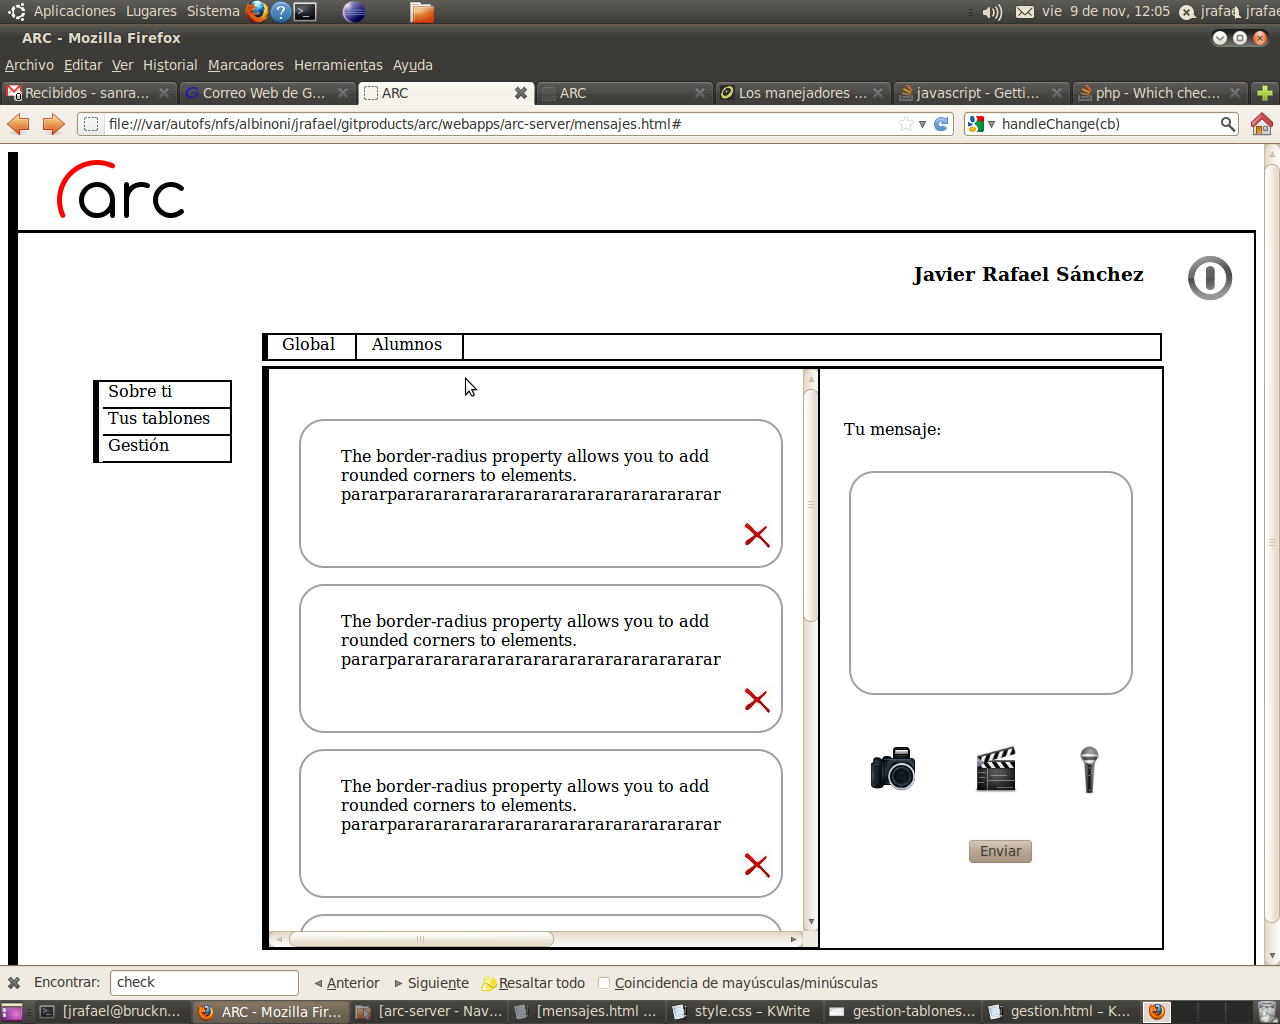 Aplicaciones Lugares Sistema vie 9 de nov, 12:05
ARC - Mozilla Firefox
Archivo Editar Ver Historial Marcadores Herramientas Ayuda
Recibidos - sanra... Correo Web de G... ARC ARC Los manejadores ... javascript - Getti... php - Which chec...
file:///var/autofs/nfs/albinoni/jrafael/gitproducts/arc/webapps/arc-server/mensajes.html# handleChange(cb)
arc
Javier Rafael Sánchez
Global Alumnos
Sobre ti
Tus tablones
Gestión
The border-radius property allows you to add
rounded corners to elements.
pararparararararararararararararararararar
The border-radius property allows you to add
rounded corners to elements.
pararparararararararararararararararararar
The border-radius property allows you to add
rounded corners to elements.
pararparararararararararararararararararar
Tu mensaje:
Enviar
Encontrar: check Anterior Siguiente Resaltar todo Coincidencia de mayúsculas/minúsculas
[jrafael@bruckn... ARC - Mozilla Fir... [arc-server - Nav... [mensajes.html ... style.css – KWrite gestion-tablones... gestion.html – K...